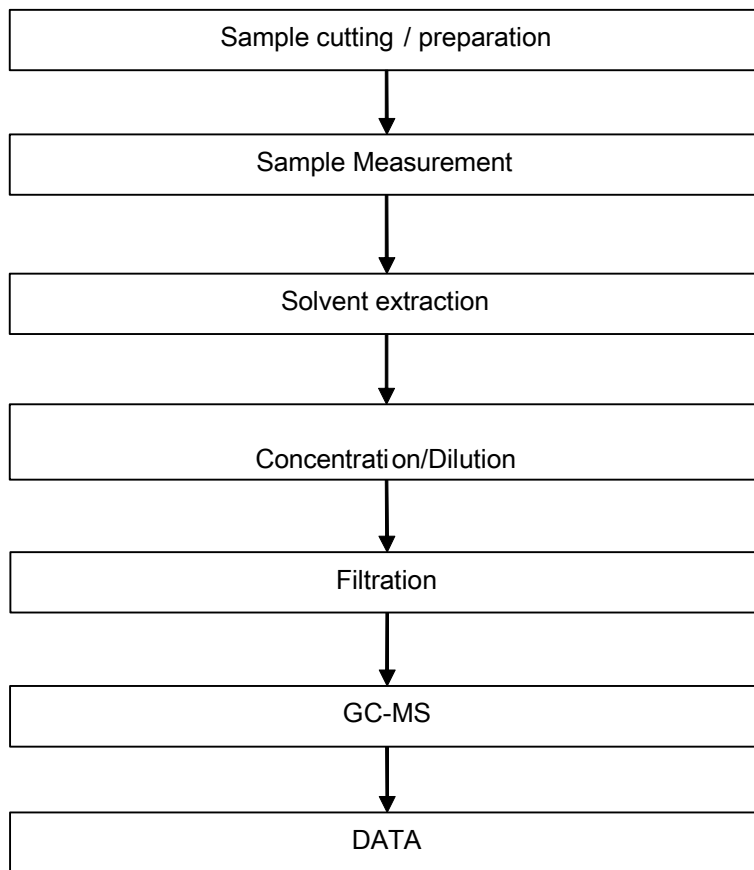 Sample cutting / preparation
Sample Measurement
Solvent extraction
Concentration/Dilution
Filtration
GC-MS
DATA